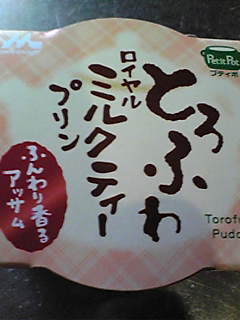 Petit Pot
プティポ
とろふわ
ロイヤル
ミルクティー
プリン
ふんわり香る
アッサム
Torofu
Pudd